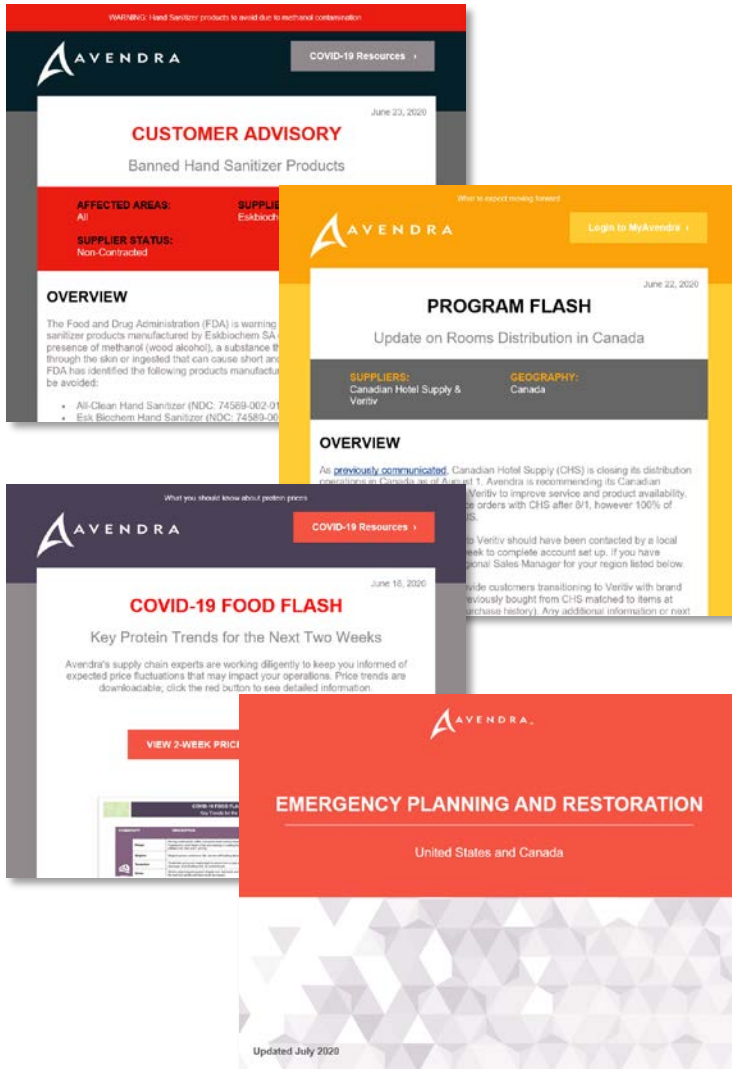 WARNING: Hand Sanitizer products to avoid due to methanol contamination
AVENDRA
COVID-19 Resources ›
June 23, 2020
CUSTOMER ADVISORY
Banned Hand Sanitizer Products
AFFECTED AREAS:
All
SUPPLIE
Eskbioch
SUPPLIER STATUS:
Non-Contracted
OVERVIEW
The Food and Drug Administration (FDA) is warning
sanitizer products manufactured by Eskbiochem SA
presence of methanol (wood alcohol), a substance th
through the skin or ingested that can cause short and
FDA has identified the following products manufactu
be avoided:
• All-Clean Hand Sanitizer (NDC: 74589-002-01
• Esk Biochem Hand Sanitizer (NDC: 74589-00
What to expect moving forward
AVENDRA
Login to MyAvendra ›
June 22, 2020
PROGRAM FLASH
Update on Rooms Distribution in Canada
SUPPLIERS:
Canadian Hotel Supply &
Veritiv
GEOGRAPHY:
Canada
OVERVIEW
As previously communicated, Canadian Hotel Supply (CHS) is closing its distribution
operations in Canada as of August 1. Avendra is recommending its Canadian
Veritiv to improve service and product availability.
e orders with CHS after 8/1, however 100% of
to Veritiv should have been contacted by a local
eek to complete account set up. If you have
gional Sales Manager for your region listed below.
vide customers transitioning to Veritiv with brand
eviously bought from CHS matched to items at
urchase history). Any additional information or next
What you should know about protein prices
AVENDRA
COVID-19 Resources ›
June 18, 2020
COVID-19 FOOD FLASH
Key Protein Trends for the Next Two Weeks
Avendra's supply chain experts are working diligently to keep you informed of
expected price fluctuations that may impact your operations. Price trends are
downloadable; click the red button to see detailed information.
VIEW 2-WEEK PRICE
COVID-19 FOOD FLA
Key Trends for the
COMMODITY
DESCRIPTION
AVENDRA
EMERGENCY PLANNING AND RESTORATION
United States and Canada
Updated July 2020